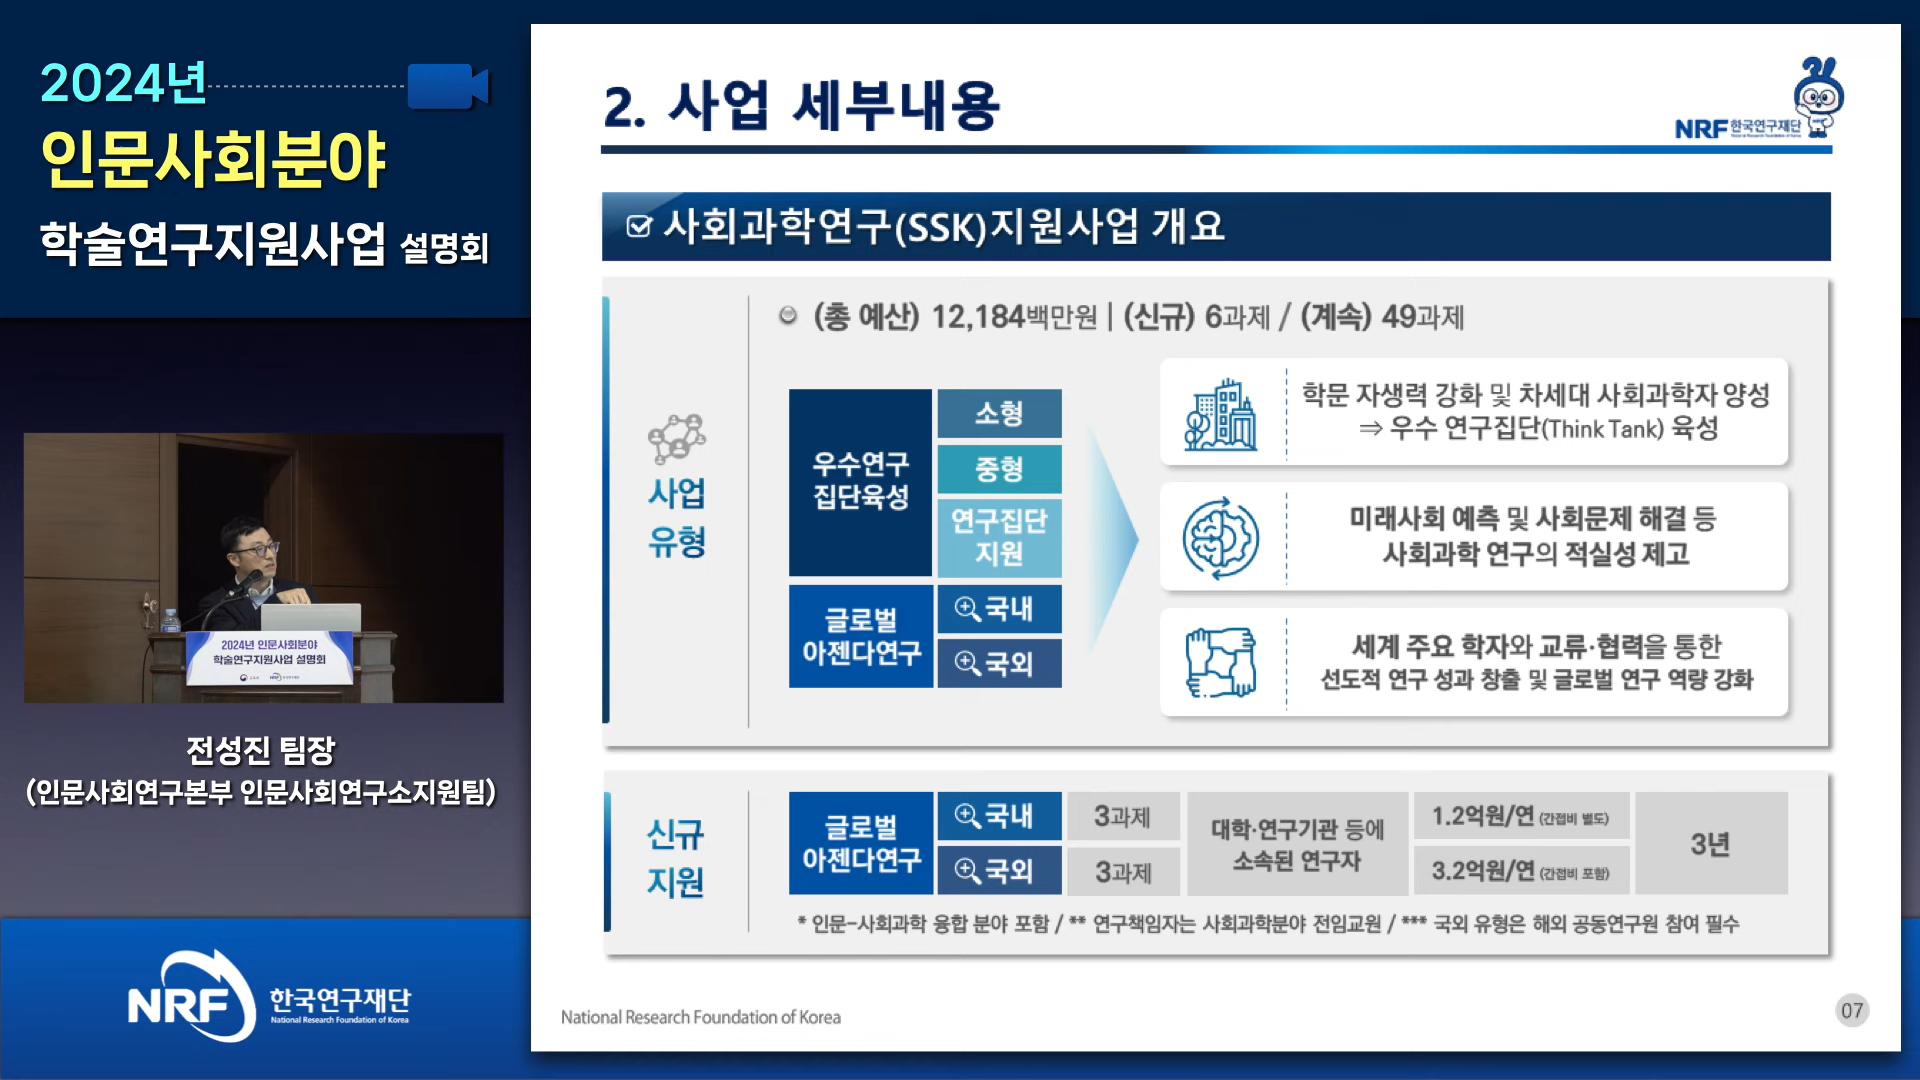 2024년
인문사회분야
학술연구지원사업 설명회
2024년 인문사회분야
학술연구지원사업 설명회
전성진 팀장
(인문사회연구본부 인문사회연구소지원팀)
NRF 한국연구재단
National Research Foundation of Korea
2. 사업 세부내용
NRF 한국연구재단
사회과학연구(SSK)지원사업 개요
사업
유형
(총 예산) 12,184백만원 | (신규) 6과제 / (계속) 49과제
우수연구
집단육성
소형
중형
연구집단
지원
글로벌
아젠다연구
국내
국외
학문 자생력 강화 및 차세대 사회과학자 양성
⇒ 우수 연구집단(Think Tank) 육성
미래사회 예측 및 사회문제 해결 등
사회과학 연구의 적실성 제고
세계 주요 학자와 교류·협력을 통한
선도적 연구 성과 창출 및 글로벌 연구 역량 강화
신규
지원
글로벌
아젠다연구
국내
국외
3과제
3과제
대학·연구기관 등에
소속된 연구자
1.2억원/연 (간접비 별도)
3.2억원/연 (간접비 포함)
3년
* 인문-사회과학 융합 분야 포함 / ** 연구책임자는 사회과학분야 전임교원 / *** 국외 유형은 해외 공동연구원 참여 필수
National Research Foundation of Korea
07